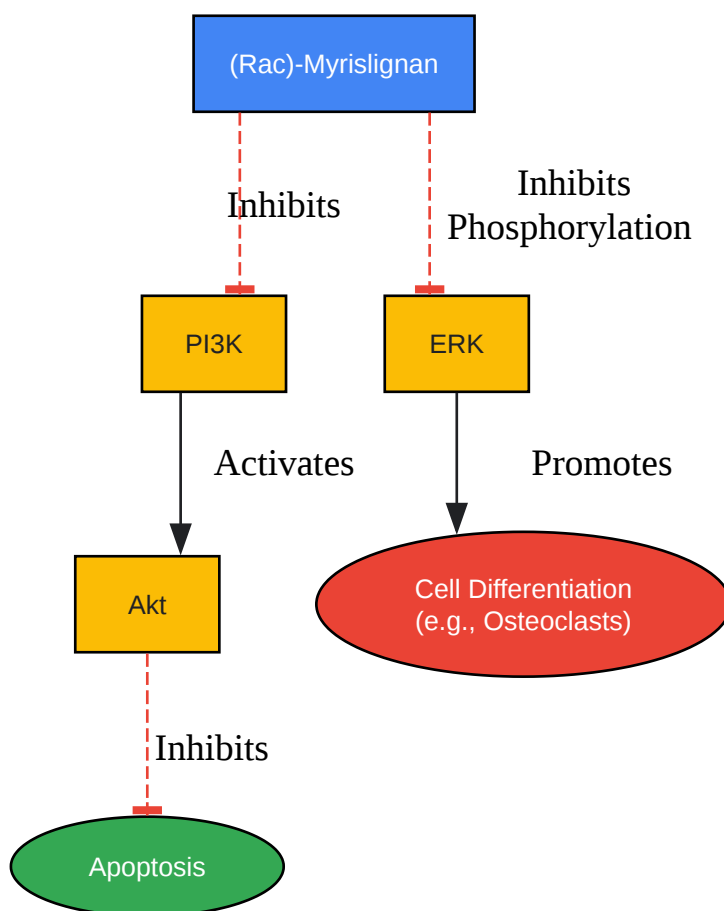 (Rac)-Myrislignan
Inhibits
Inhibits
Phosphorylation
PI3K
ERK
Activates
Promotes
Akt
Cell Differentiation
(e.g., Osteoclasts)
Inhibits
Apoptosis